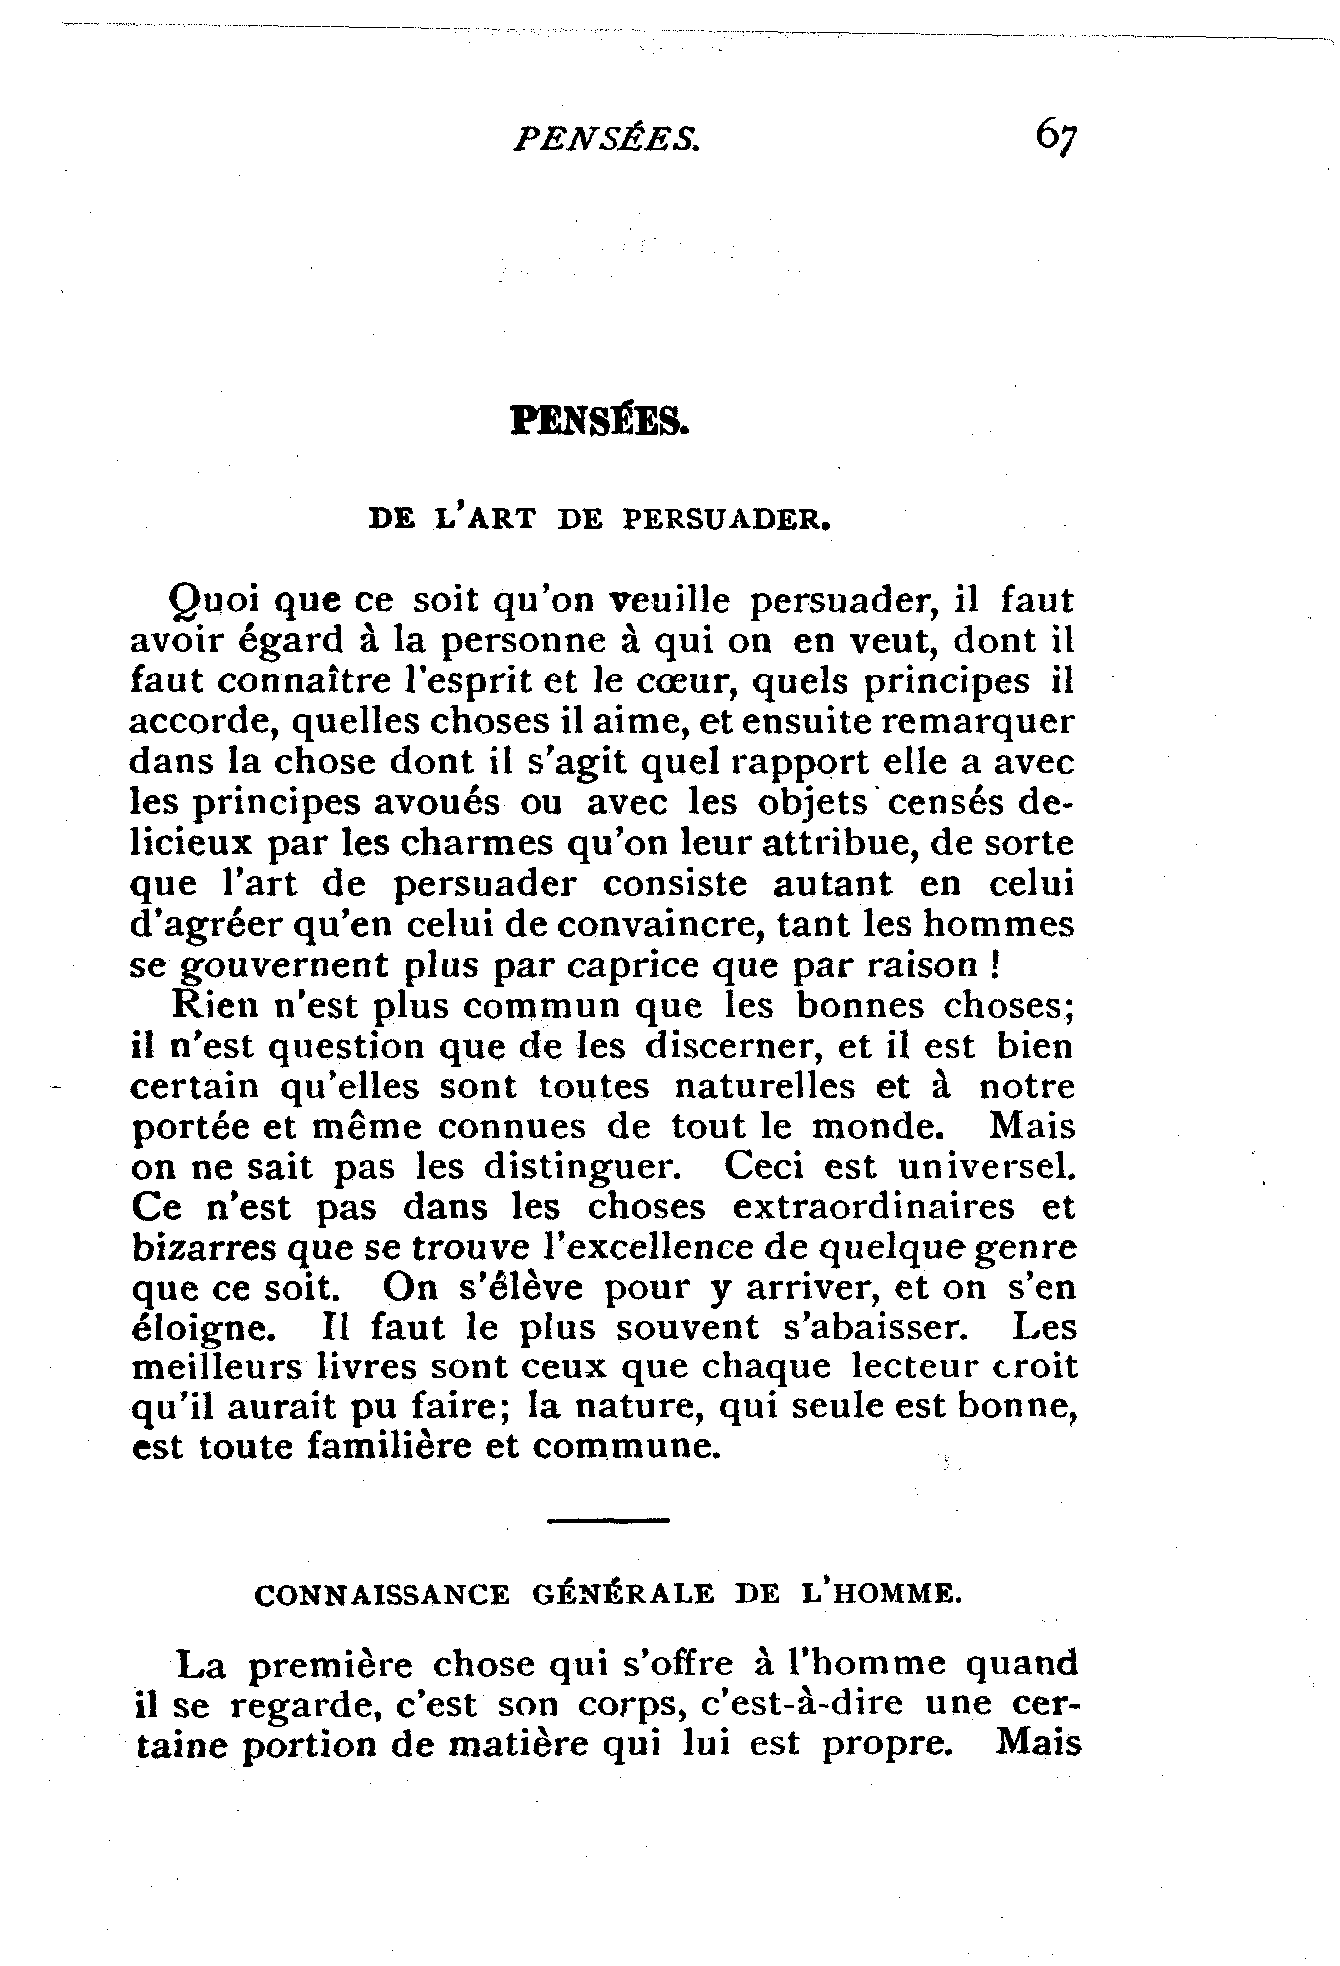 PENSÉES. 67
PENSÉES.
DE L'ART DE PERSUADER.
Quoi que ce soit qu'on veuille persuader, il faut
avoir égard à la personne à qui on en veut, dont il
faut connaître l'esprit et le cœur, quels principes il
accorde, quelles choses il aime, et ensuite remarquer
dans la chose dont il s'agit quel rapport elle a avec
les principes avoués ou avec les objets censés de-
licieux par les charmes qu'on leur attribue, de sorte
que l'art de persuader consiste autant en celui
d'agréer qu'en celui de convaincre, tant les hommes
se gouvernent plus par caprice que par raison !
Rien n'est plus commun que les bonnes choses;
il n'est question que de les discerner, et il est bien
certain qu'elles sont toutes naturelles et à notre
portée et même connues de tout le monde. Mais
on ne sait pas les distinguer. Ceci est universel.
Ce n'est pas dans les choses extraordinaires et
bizarres que se trouve l'excellence de quelque genre
que ce soit. On s'élève pour y arriver, et on s'en
éloigne. Il faut le plus souvent s'abaisser. Les
meilleurs livres sont ceux que chaque lecteur croit
qu'il aurait pu faire; la nature, qui seule est bonne,
est toute familière et commune.
CONNAISSANCE GÉNÉRALE DE L'HOMME.
La première chose qui s'offre à l'homme quand
il se regarde, c'est son corps, c'est-à-dire une cer-
taine portion de matière qui lui est propre. Mais